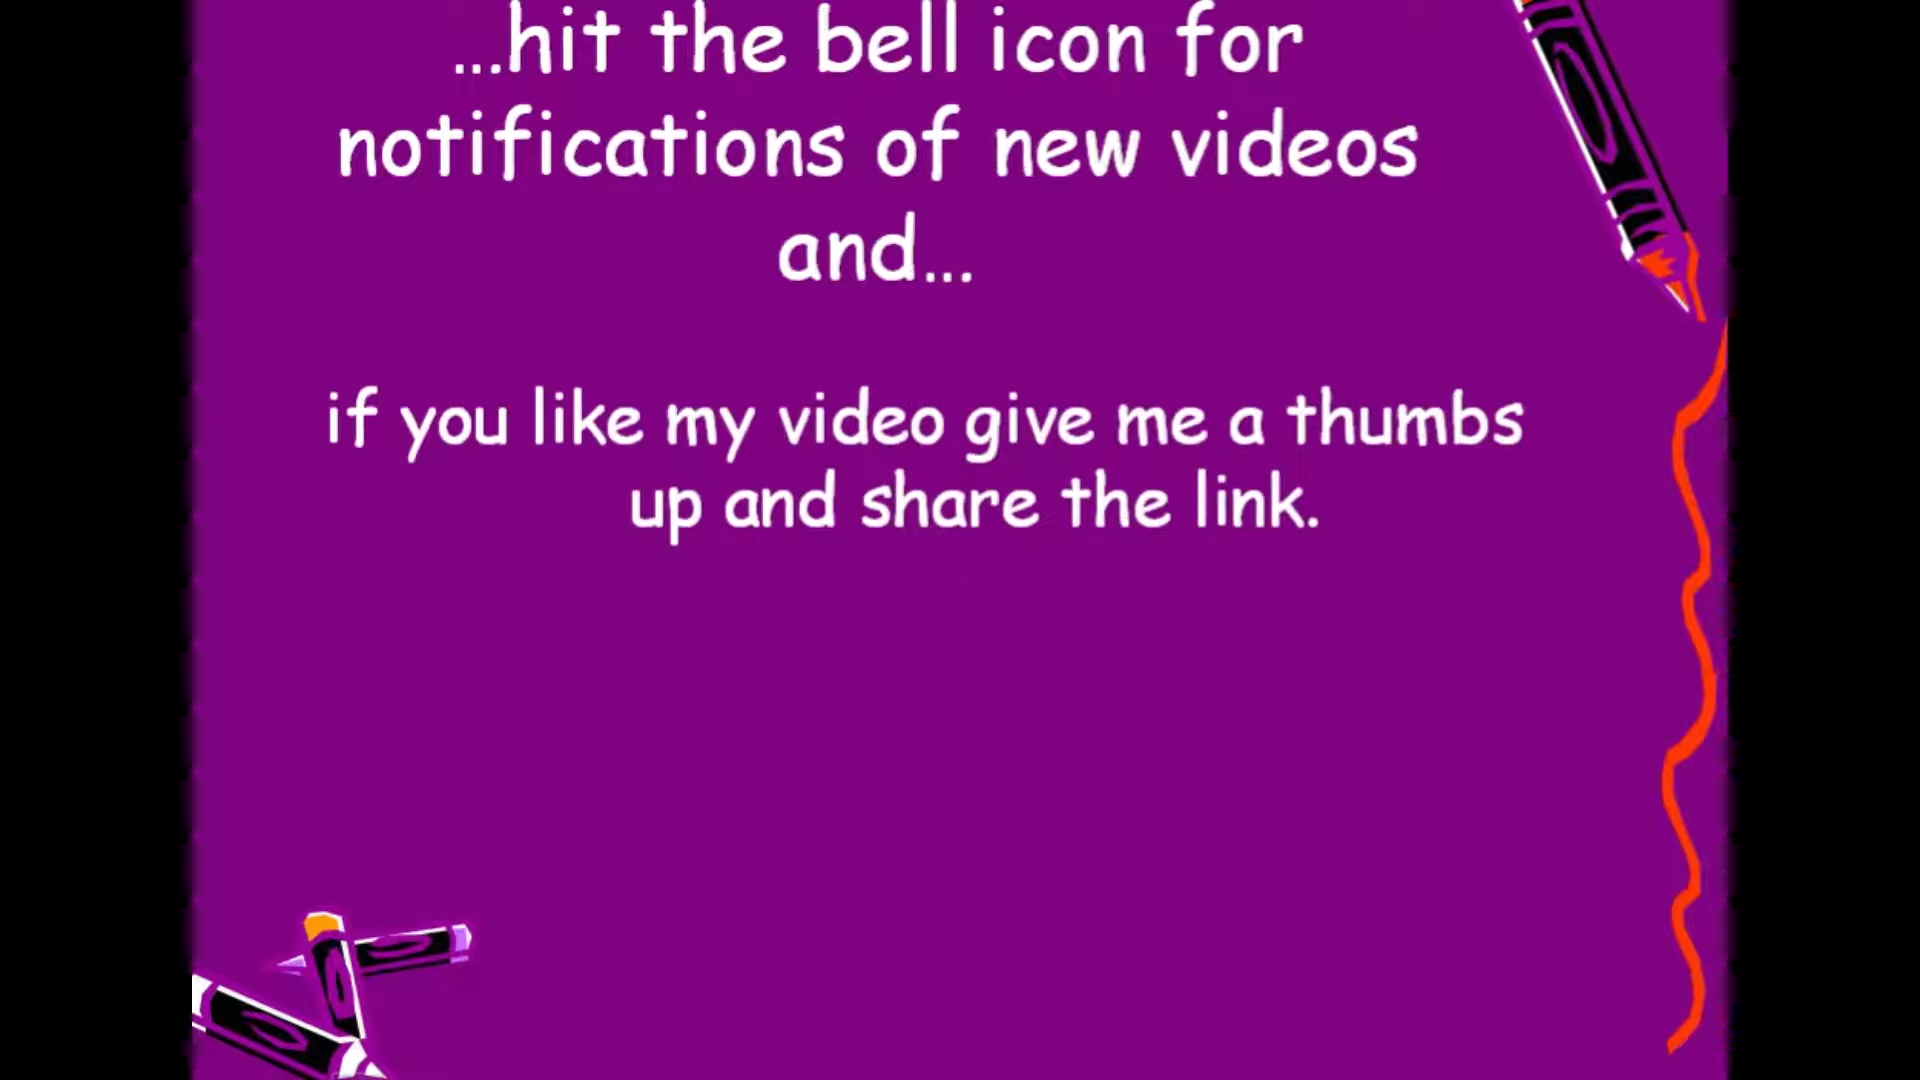 ...hit the bell icon for
notifications of new videos
and...
if you like my video give me a thumbs
up and share the link.